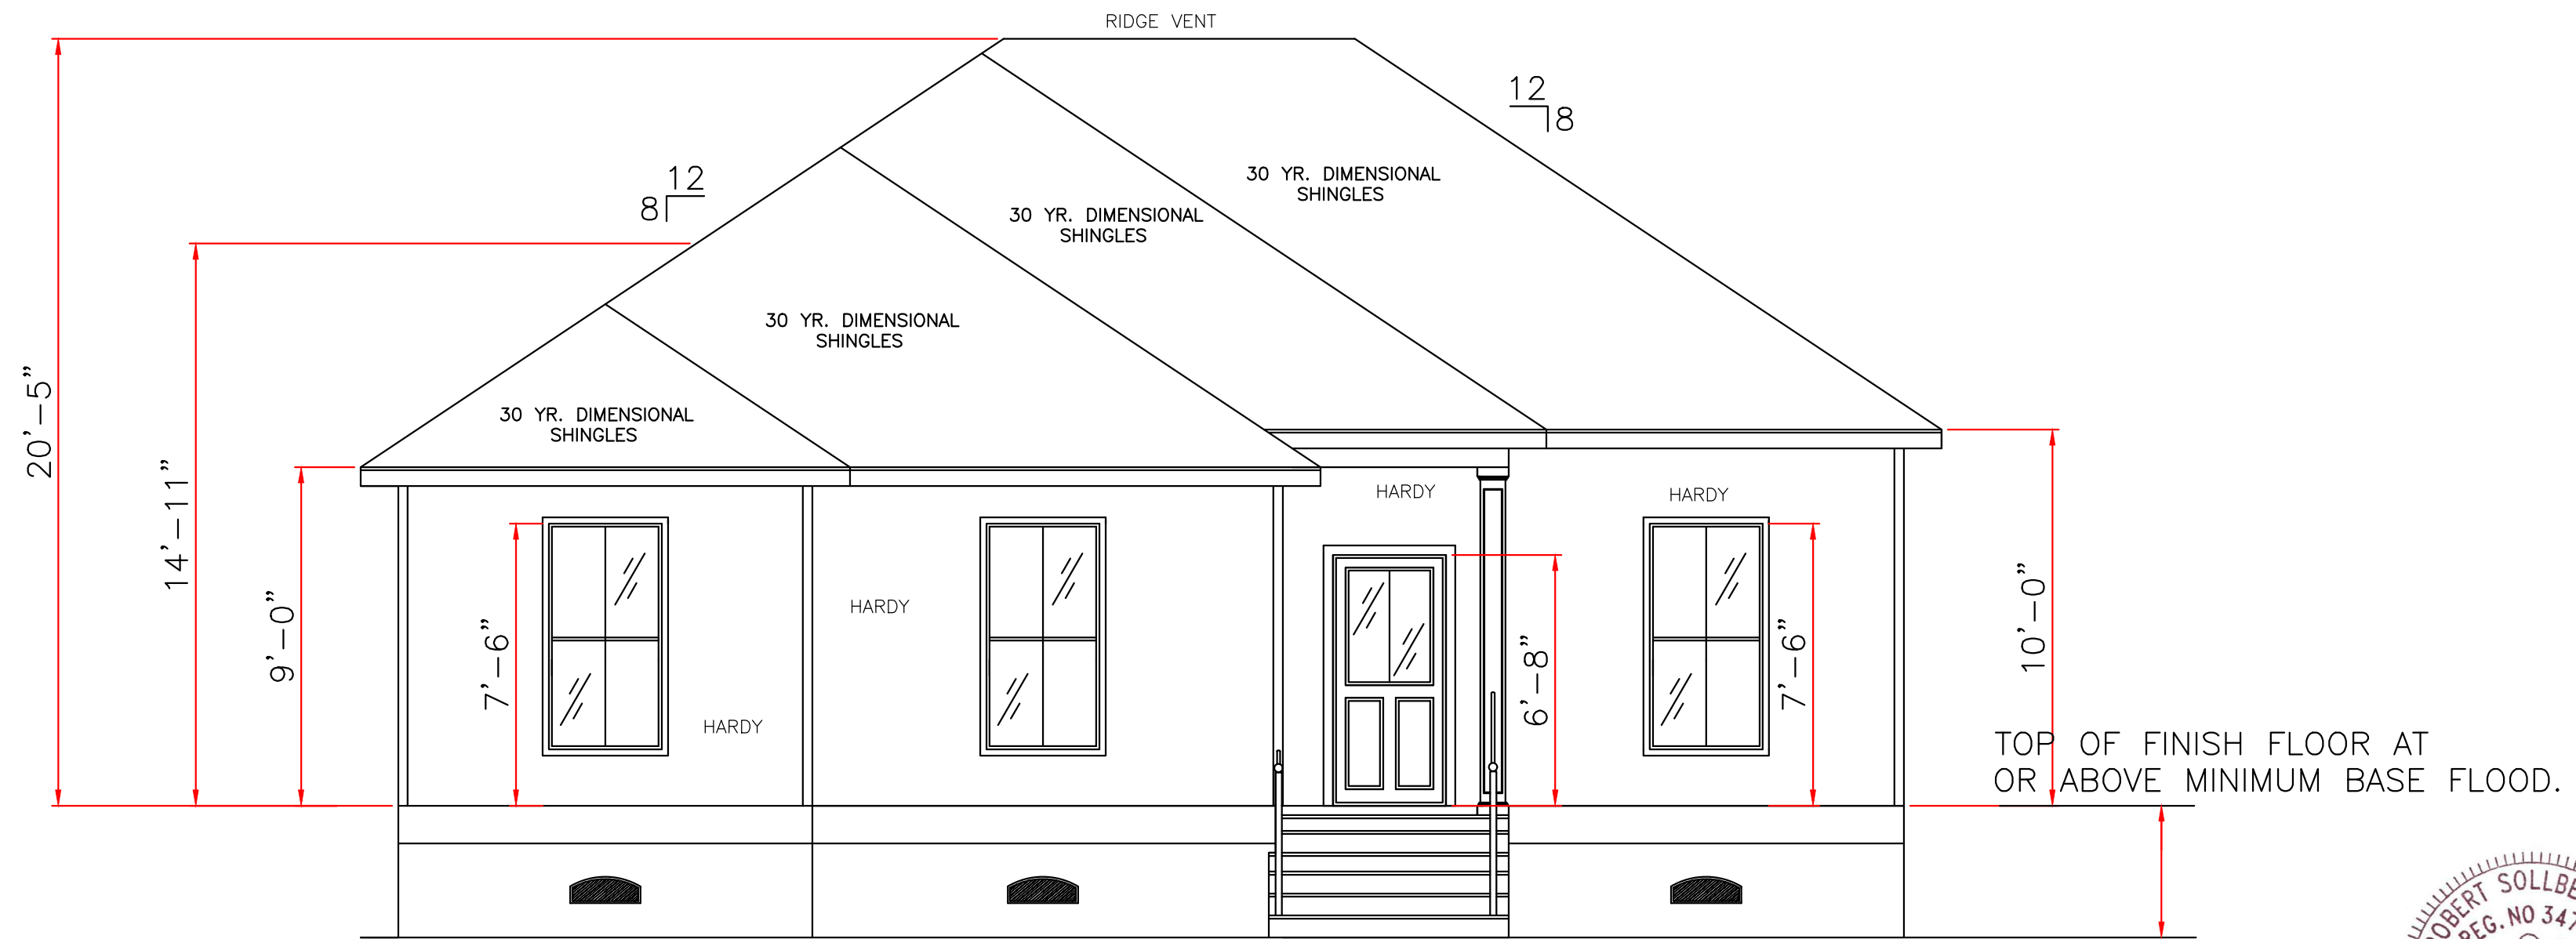 RIDGE VENT
12
8
12
8
30 YR. DIMENSIONAL
SHINGLES
30 YR. DIMENSIONAL
SHINGLES
30 YR. DIMENSIONAL
SHINGLES
30 YR. DIMENSIONAL
SHINGLES
20'-5"
14'-11"
9'-0"
7'-6"
6'-8"
7'-6"
10'-0"
HARDY
HARDY
HARDY
HARDY
TOP OF FINISH FLOOR AT
OR ABOVE MINIMUM BASE FLOOD.
REG. NO